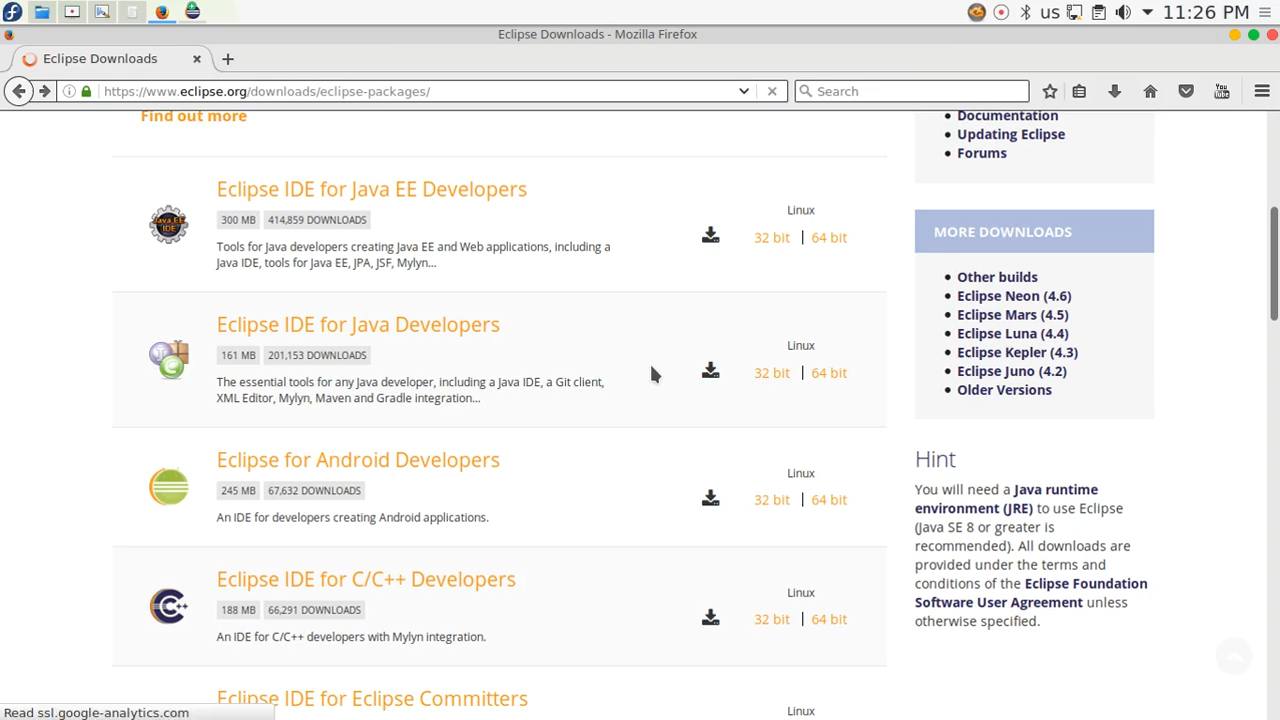 us
11:26 PM
Eclipse Downloads - Mozilla Firefox
Eclipse Downloads
https://www.eclipse.org/downloads/eclipse-packages/
Search
You
Tube
Find out more
Eclipse IDE for Java EE Developers
300 MB 414,859 DOWNLOADS
Tools for Java developers creating Java EE and Web applications, including a
Java IDE, tools for Java EE, JPA, JSF, Mylyn...
Java EE
IDE
Linux
32 bit | 64 bit
Eclipse IDE for Java Developers
161 MB 201,153 DOWNLOADS
The essential tools for any Java developer, including a Java IDE, a Git client,
XML Editor, Mylyn, Maven and Gradle integration...
Linux
32 bit | 64 bit
Eclipse for Android Developers
245 MB 67,632 DOWNLOADS
An IDE for developers creating Android applications.
Linux
32 bit | 64 bit
Eclipse IDE for C/C++ Developers
188 MB 66,291 DOWNLOADS
An IDE for C/C++ developers with Mylyn integration.
C++
Linux
32 bit | 64 bit
Eclipse IDE for Eclipse Committers
Linux
Documentation
Updating Eclipse
Forums
MORE DOWNLOADS
Other builds
Eclipse Neon (4.6)
Eclipse Mars (4.5)
Eclipse Luna (4.4)
Eclipse Kepler (4.3)
Eclipse Juno (4.2)
Older Versions
Hint
You will need a Java runtime
environment (JRE) to use Eclipse
(Java SE 8 or greater is
recommended). All downloads are
provided under the terms and
conditions of the Eclipse Foundation
Software User Agreement unless
otherwise specified.
Read ssl.google-analytics.com